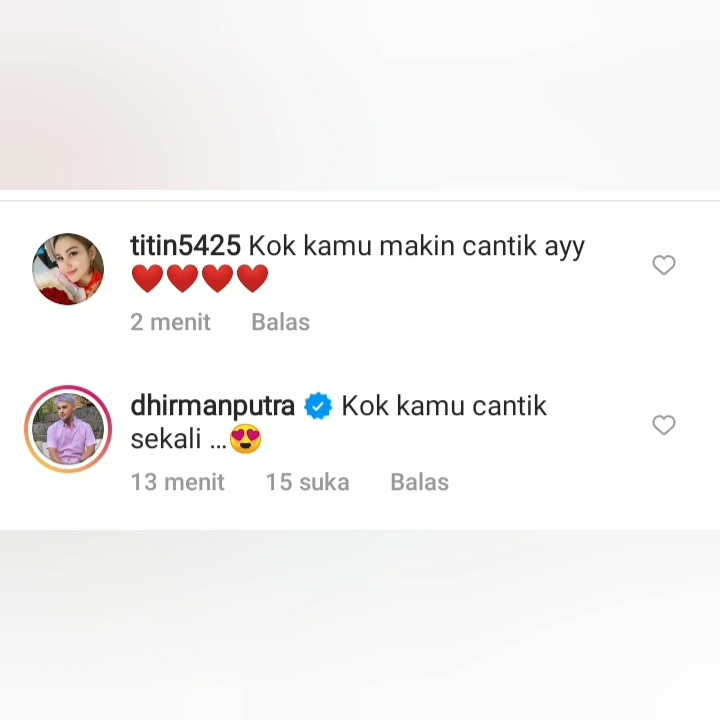 titin5425 Kok kamu makin cantik ayy
❤️❤️❤️❤️
2 menit Balas
dhirmanputra Kok kamu cantik
sekali ...😍
13 menit 15 suka Balas